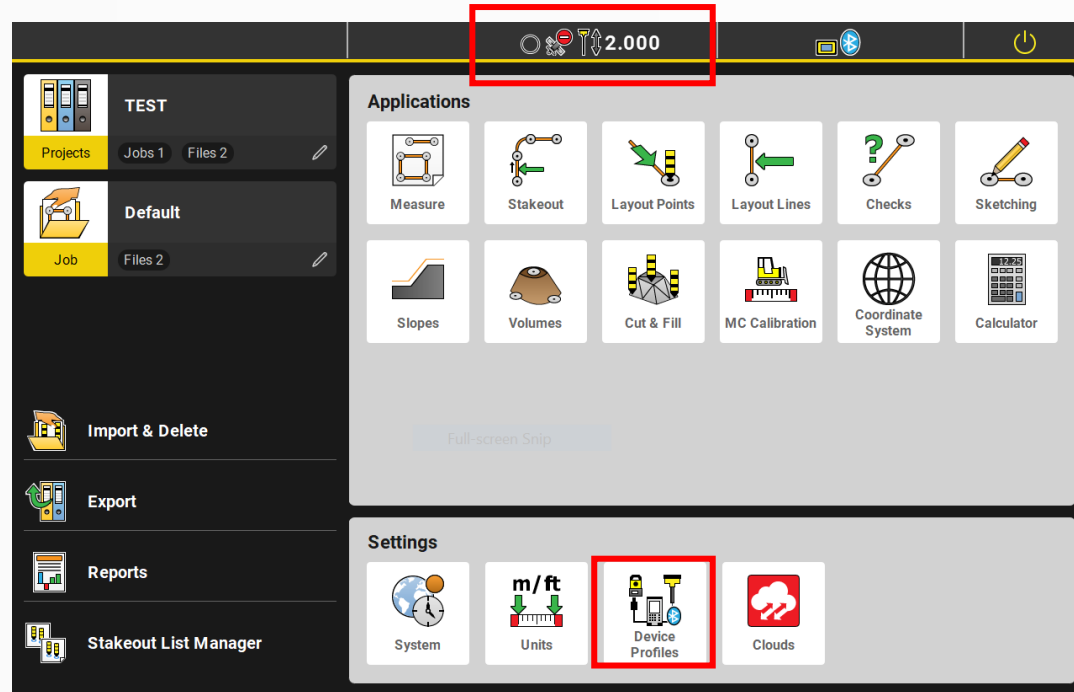 2.000
TEST
Projects
Jobs 1 Files 2
Default
Job
Files 2
Import & Delete
Export
Reports
Stakeout List Manager
Applications
Measure
Stakeout
Layout Points
Layout Lines
?
Checks
Sketching
Slopes
Volumes
Cut & Fill
MC Calibration
Coordinate
System
12.25
Calculator
Full-screen Snip
Settings
System
m/ft
Units
Device
Profiles
Clouds